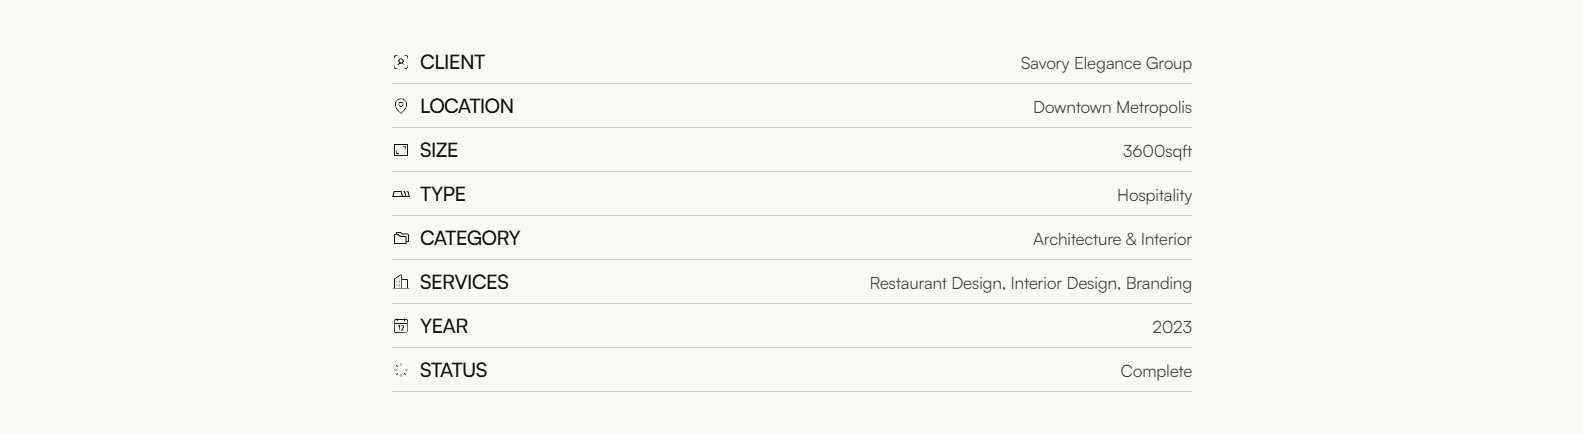 CLIENT Savory Elegance Group
LOCATION Downtown Metropolis
SIZE 3600sqft
TYPE Hospitality
CATEGORY Architecture & Interior
SERVICES Restaurant Design, Interior Design, Branding
YEAR 2023
STATUS Complete